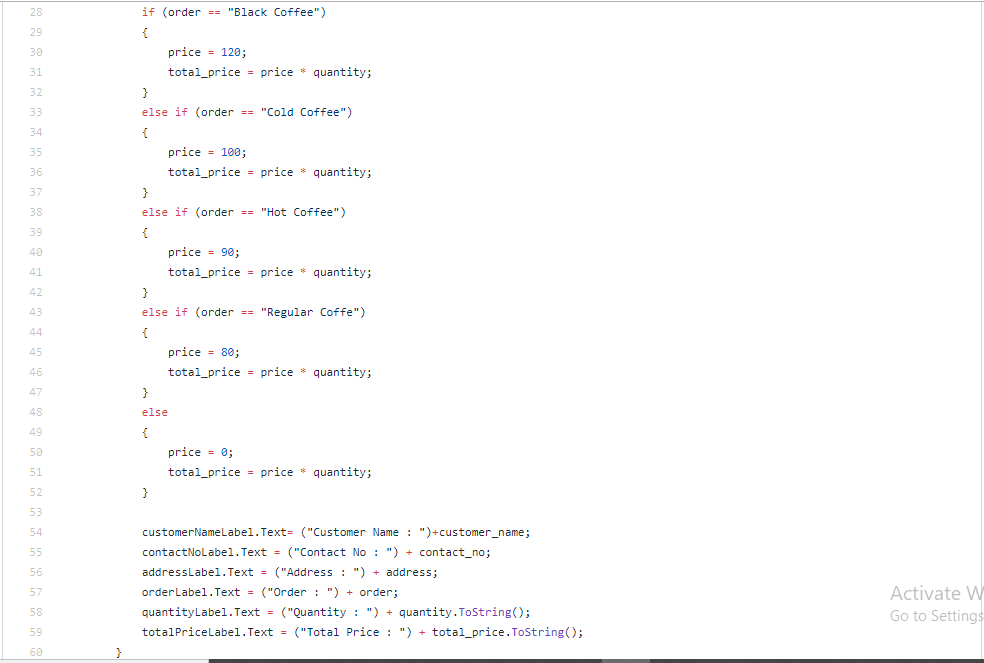 28 if (order == "Black Coffee")
29 {
30 price = 120;
31 total_price = price * quantity;
32 }
33 else if (order == "Cold Coffee")
34 {
35 price = 100;
36 total_price = price * quantity;
37 }
38 else if (order == "Hot Coffee")
39 {
40 price = 90;
41 total_price = price * quantity;
42 }
43 else if (order == "Regular Coffe")
44 {
45 price = 80;
46 total_price = price * quantity;
47 }
48 else
49 {
50 price = 0;
51 total_price = price * quantity;
52 }
53
54 customerNameLabel.Text= ("Customer Name : ")+customer_name;
55 contactNoLabel.Text = ("Contact No : ") + contact_no;
56 addressLabel.Text = ("Address : ") + address;
57 orderLabel.Text = ("Order : ") + order;
58 quantityLabel.Text = ("Quantity : ") + quantity.ToString();
59 totalPriceLabel.Text = ("Total Price : ") + total_price.ToString();
60 }
Activate W
Go to Settings